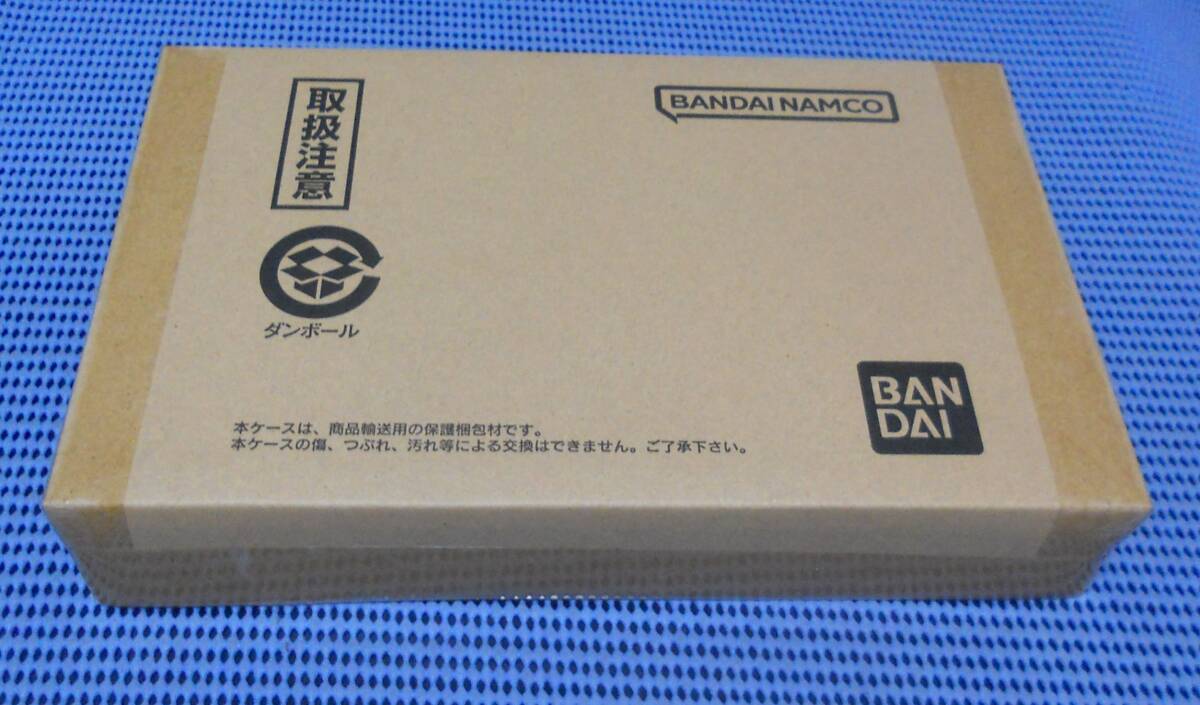 取扱注意
BANDAI NAMCO
ダンボール
BAN
DAI
本ケースは、商品輸送用の保護梱包材です。
本ケースの傷、つぶれ、汚れ等による交換はできません。ご了承下さい。